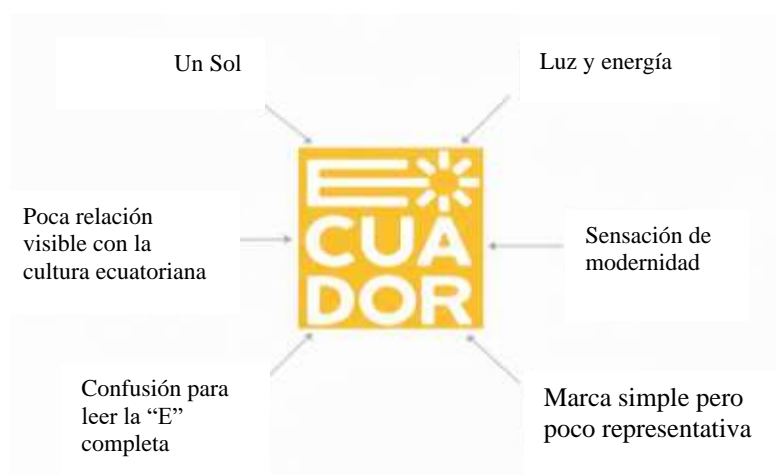 Un Sol
Luz y energía
E
CUA
DOR
Poca relación
visible con la
cultura ecuatoriana
Sensación de
modernidad
Confusión para
leer la “E”
completa
Marca simple pero
poco representativa